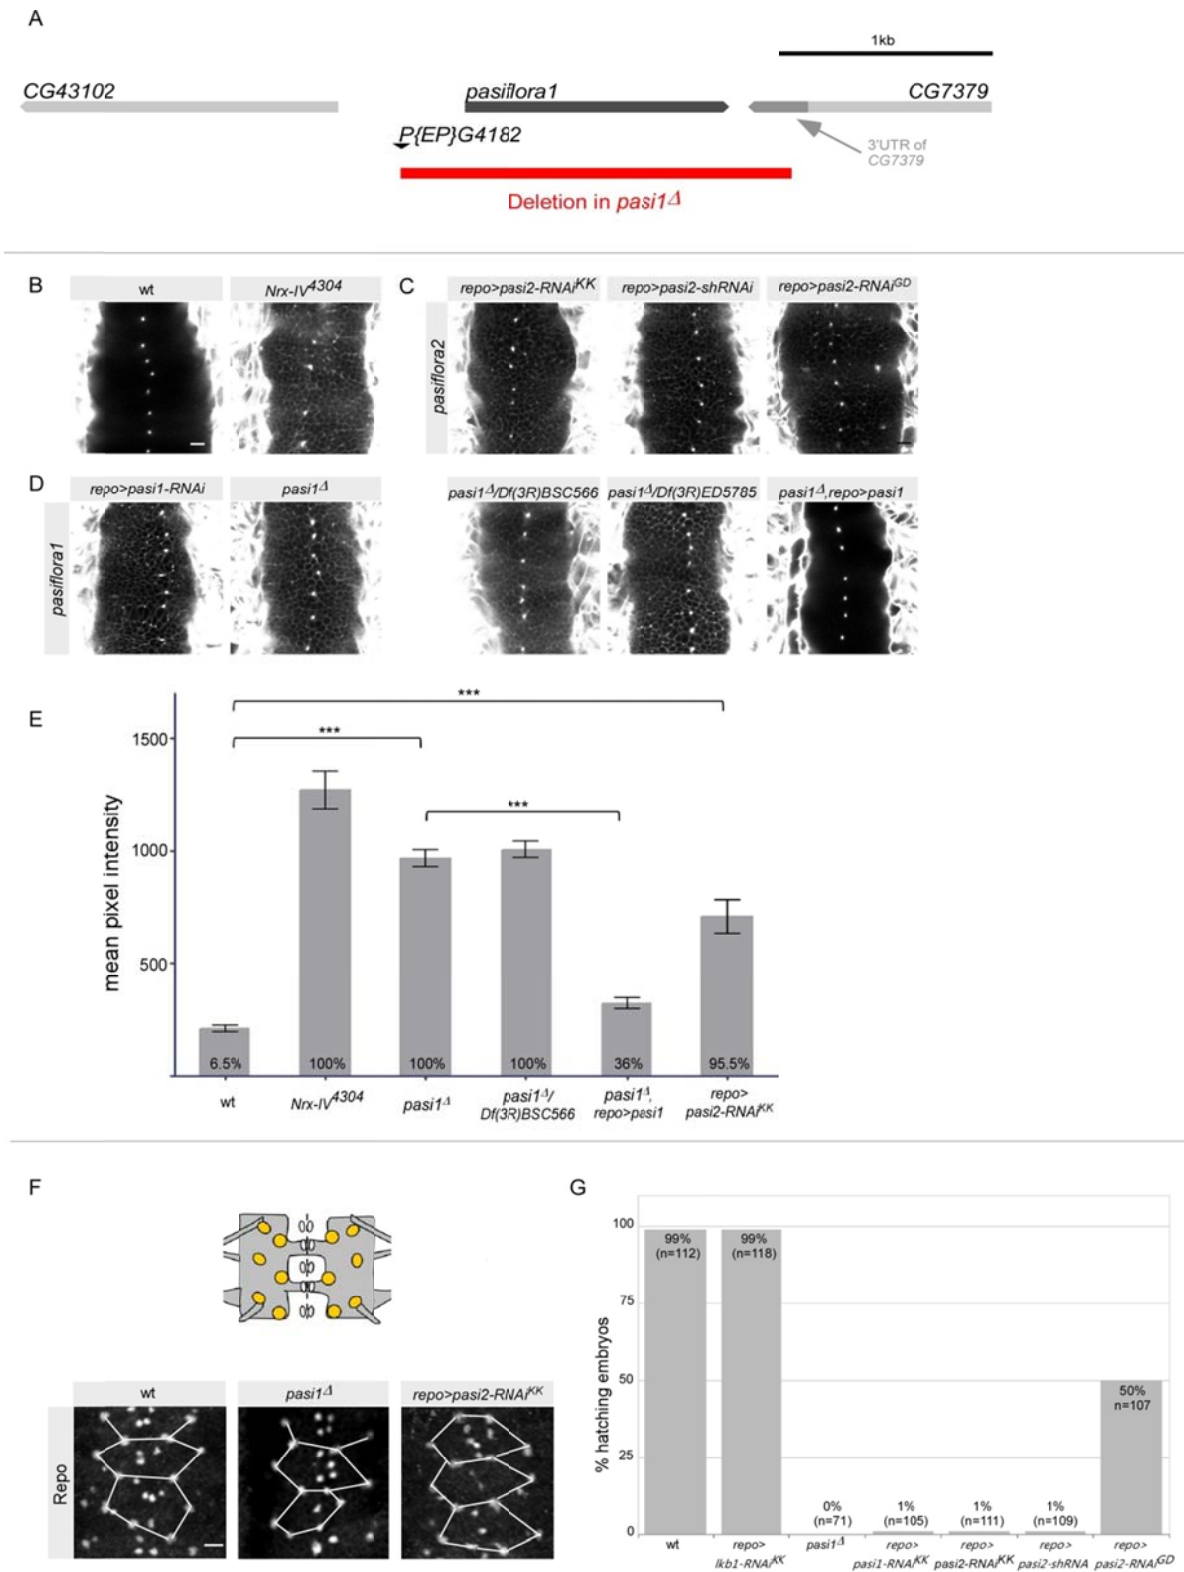 A
1kb
CG43102
pasiflora1
CG7379
P{EP}G4182
3'UTR of
CG7379
Deletion in pasi1Δ
B
wt
Nrx-IV4304
C
repo>pasi2-RNAiKK
repo>pasi2-shRNAi
repo>pasi2-RNAiGD
pasiflora2
D
repo>pasi1-RNAi
pasi1Δ
pasi1Δ/Df(3R)BSC566
pasi1Δ/Df(3R)ED5785
pasi1Δ,repo>pasi1
pasiflora1
E
***
***
***
mean pixel intensity
1500
1000
500
6.5%
100%
100%
100%
36%
95.5%
wt
Nrx-IV4304
pasi1Δ
pasi1Δ/
Df(3R)BSC566
pasi1Δ,
repo>pasi1
repo>
pasi2-RNAiKK
F
wt
pasi1Δ
repo>pasi2-RNAiKK
Repo
G
% hatching embryos
100
75
50
25
0
99%
(n=112)
99%
(n=118)
0%
(n=71)
1%
(n=105)
1%
(n=111)
1%
(n=109)
50%
n=107
wt
repo>
lkb1-RNAiKK
pasi1Δ
repo>
pasi1-RNAiKK
repo>
pasi2-RNAiKK
repo>
pasi2-shRNA
repo>
pasi2-RNAiGD